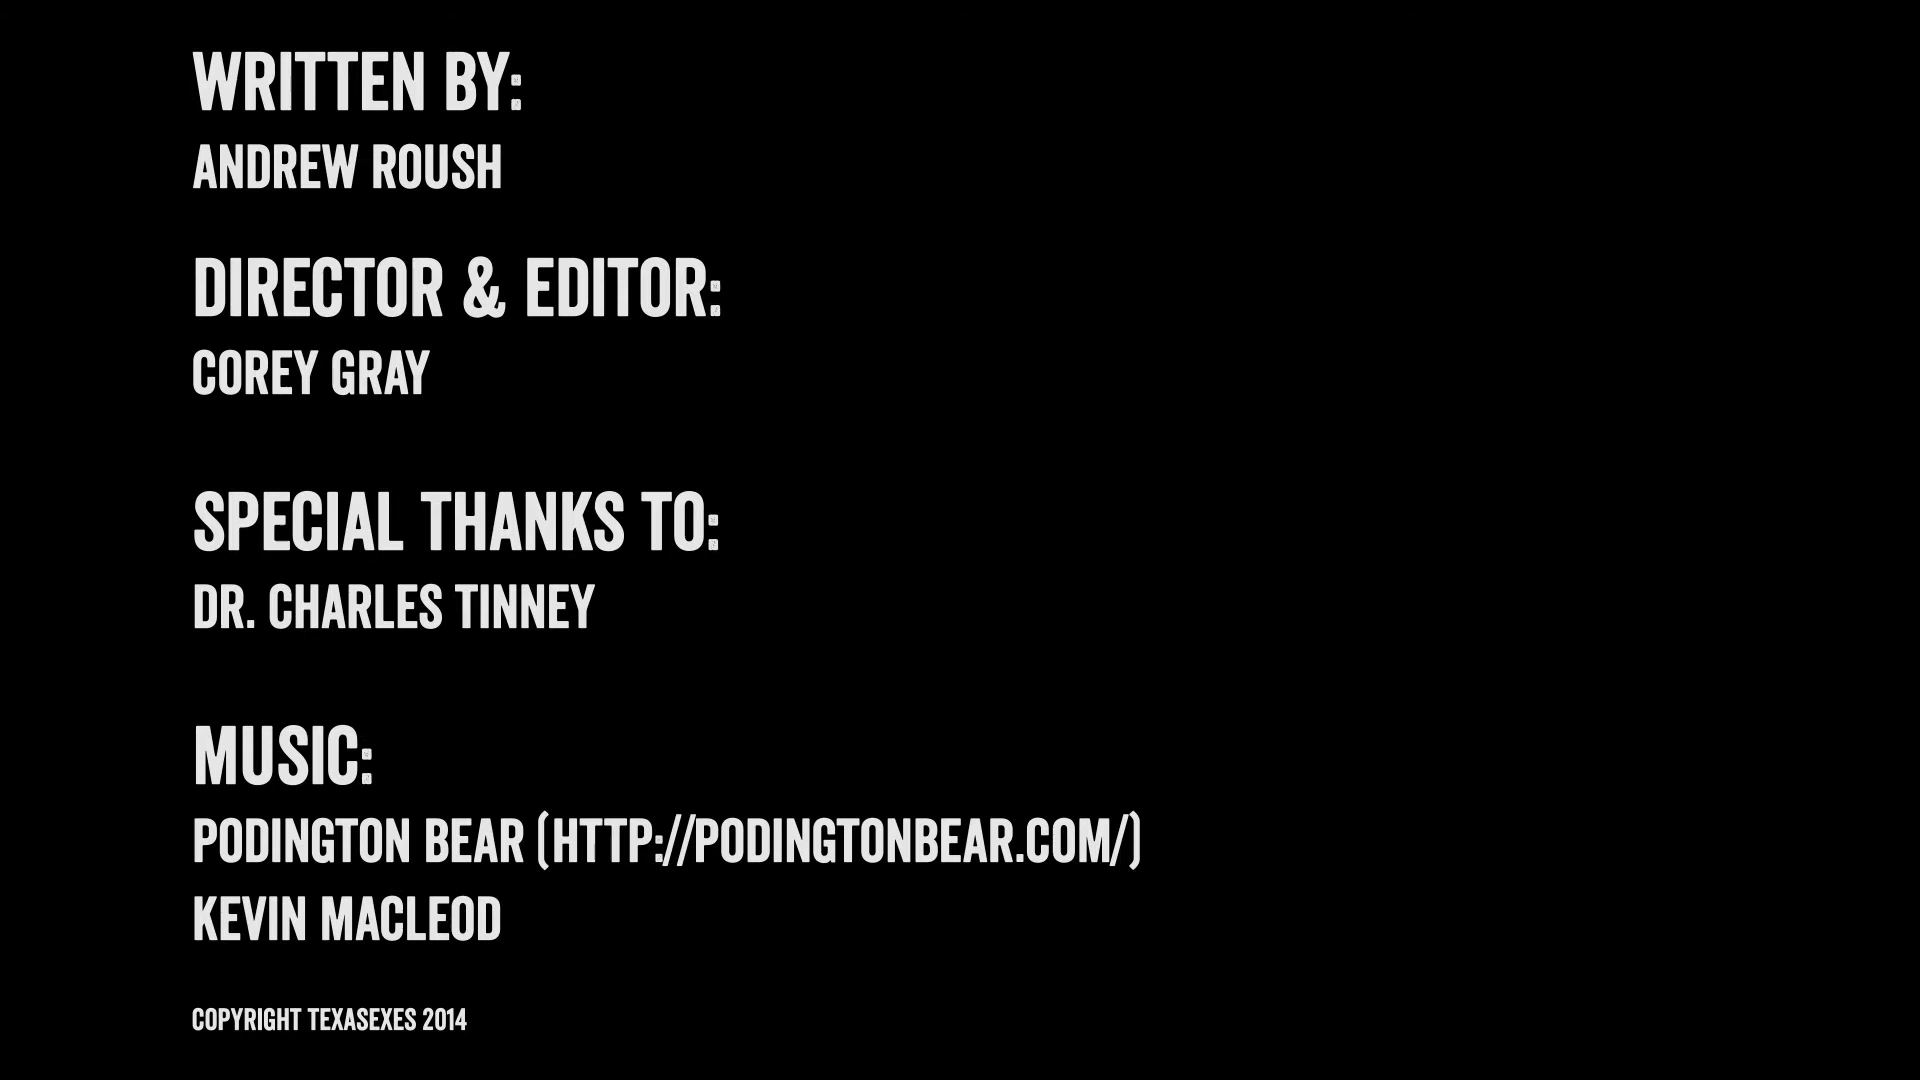 WRITTEN BY:
ANDREW ROUSH
DIRECTOR & EDITOR:
COREY GRAY
SPECIAL THANKS TO:
DR. CHARLES TINNEY
MUSIC:
PODINGTON BEAR (HTTP://PODINGTONBEAR.COM/)
KEVIN MACLEOD
COPYRIGHT TEXASEXES 2014